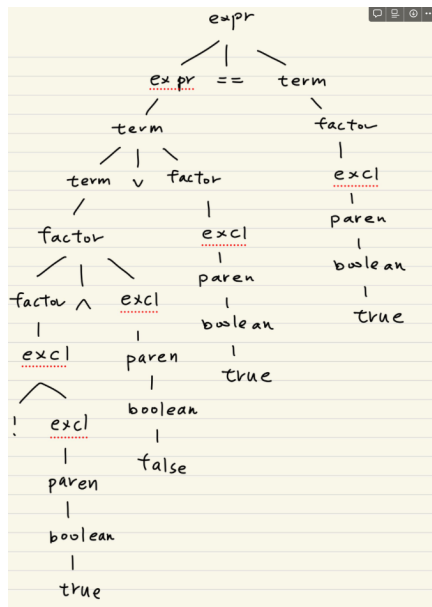 expr
expr == term
term factor
term ∨ factor excl
factor excl paren
factor ∧ excl paren boolean
excl paren boolean true
! excl boolean true
paren false
boolean
true